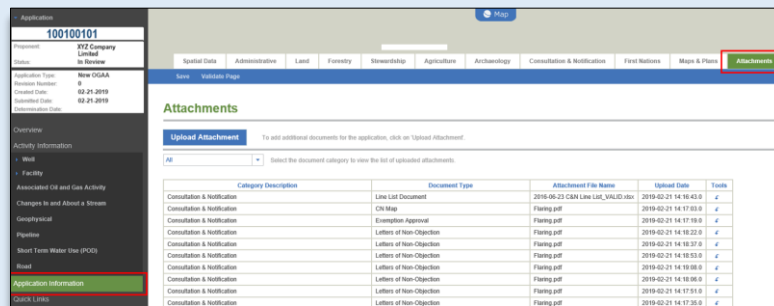 Application
100100101
Proponent: XYZ Company Limited
Status: In Review
Application Type: New OGAA
Revision Number: 0
Created Date: 02-21-2019
Submitted Date: 02-21-2019
Determination Date:
Overview
Activity Information
Well
Facility
Associated Oil and Gas Activity
Changes In and About a Stream
Geophysical
Pipeline
Short Term Water Use (POD)
Road
Application Information
Quick Links
Map
Spatial Data Administrative Land Forestry Stewardship Agriculture Archaeology Consultation & Notification First Nations Maps & Plans Attachments
Save Validate Page
Attachments
Upload Attachment To add additional documents for the application, click on 'Upload Attachment'.
All Select the document category to view the list of uploaded attachments.
Category Description Document Type Attachment File Name Upload Date Tools
Consultation & Notification Line List Document 2016-06-23 C&N Line List_VALID.xlsx 2019-02-21 14:16:43.0
Consultation & Notification CN Map Flaring.pdf 2019-02-21 14:17:03.0
Consultation & Notification Exemption Approval Flaring.pdf 2019-02-21 14:17:19.0
Consultation & Notification Letters of Non-Objection Flaring.pdf 2019-02-21 14:18:22.0
Consultation & Notification Letters of Non-Objection Flaring.pdf 2019-02-21 14:18:37.0
Consultation & Notification Letters of Non-Objection Flaring.pdf 2019-02-21 14:18:53.0
Consultation & Notification Letters of Non-Objection Flaring.pdf 2019-02-21 14:19:08.0
Consultation & Notification Letters of Non-Objection Flaring.pdf 2019-02-21 14:18:06.0
Consultation & Notification Letters of Non-Objection Flaring.pdf 2019-02-21 14:17:51.0
Consultation & Notification Letters of Non-Objection Flaring.pdf 2019-02-21 14:17:35.0